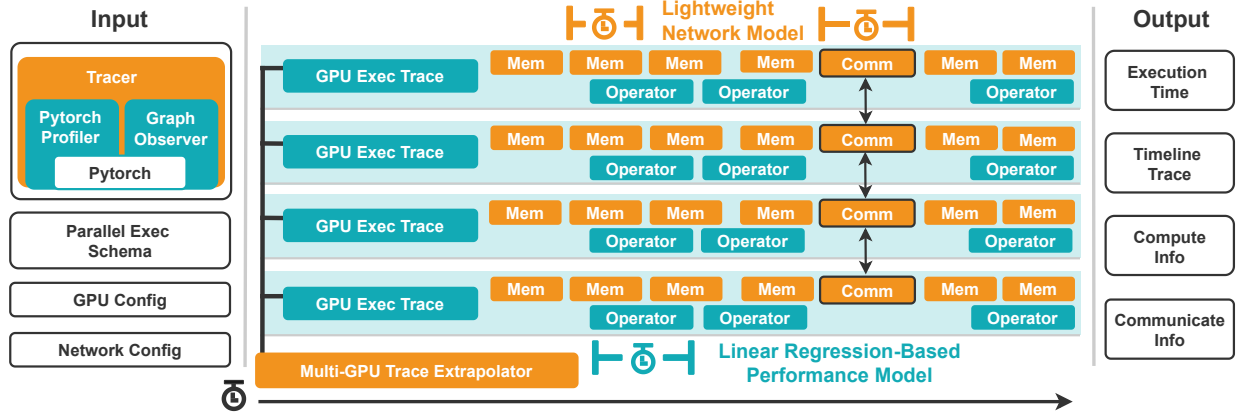 Input
Tracer
Pytorch
Profiler
Graph
Observer
Pytorch
Parallel Exec
Schema
GPU Config
Network Config
Lightweight
Network Model
GPU Exec Trace
Mem Mem Mem Mem Comm Mem Mem
Operator Operator Operator
GPU Exec Trace
Mem Mem Mem Mem Comm Mem Mem
Operator Operator Operator
GPU Exec Trace
Mem Mem Mem Mem Comm Mem Mem
Operator Operator Operator
GPU Exec Trace
Mem Mem Mem Mem Comm Mem Mem
Operator Operator Operator
Multi-GPU Trace Extrapolator
Linear Regression-Based
Performance Model
Output
Execution
Time
Timeline
Trace
Compute
Info
Communicate
Info